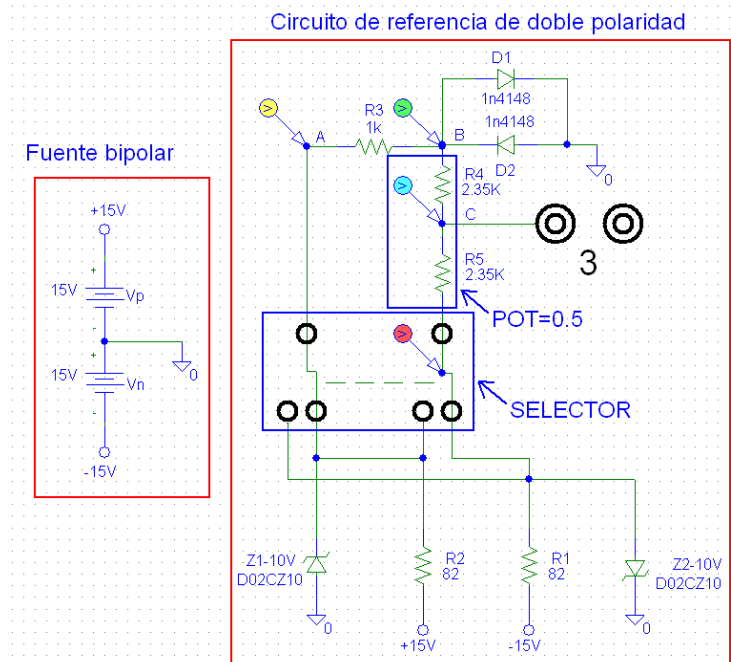 Circuito de referencia de doble polaridad
Fuente bipolar
+15V
+
15V
Vp
-
+
15V
Vn
-
0
-15V
D1
1n4148
1n4148
D2
0
V
V
A
R3
1k
B
R4
2.35K
V
C
3
R5
2.35K
POT=0.5
V
SELECTOR
Z1-10V
D02CZ10
0
R2
82
+15V
R1
82
-15V
Z2-10V
D02CZ10
0